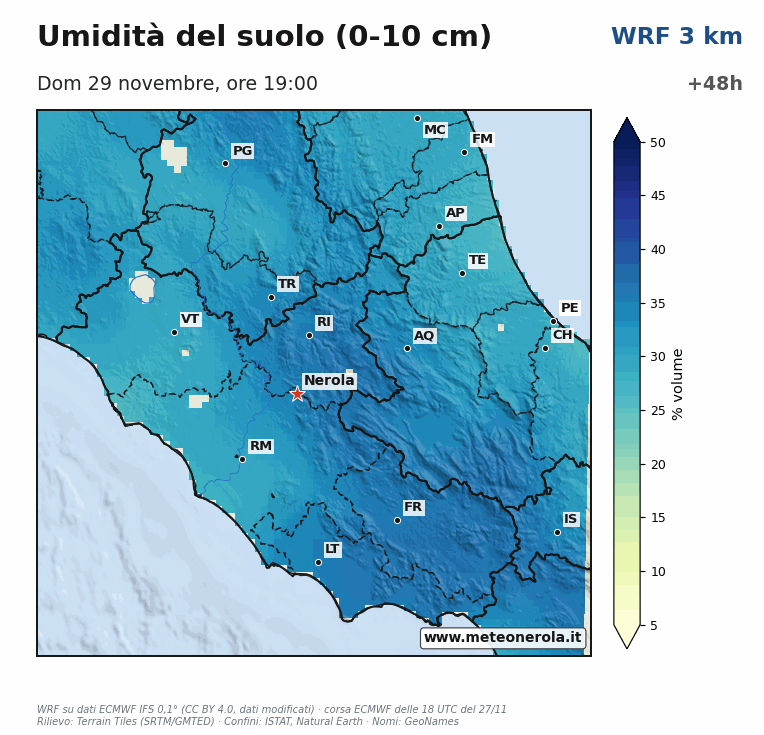 Umidità del suolo (0-10 cm)
WRF 3 km
Dom 29 novembre, ore 19:00
+48h
MC
FM
PG
AP
TE
TR
PE
VT
RI
CH
AQ
Nerola
RM
FR
IS
LT
www.meteonerola.it
50
45
40
35
30
25
20
15
10
5
% volume
WRF su dati ECMWF IFS 0,1° (CC BY 4.0, dati modificati) · corsa ECMWF delle 18 UTC del 27/11
Rilievo: Terrain Tiles (SRTM/GMTED) · Confini: ISTAT, Natural Earth · Nomi: GeoNames